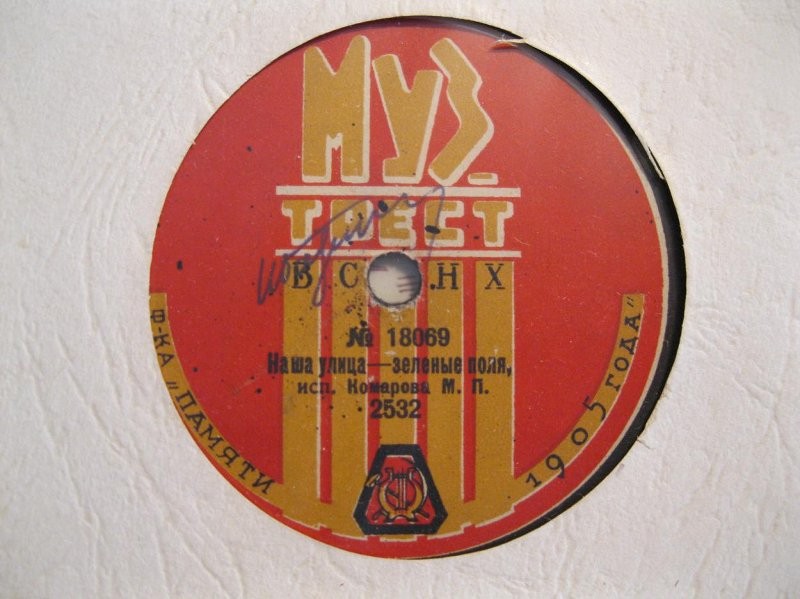 МУЗ
ТРЕСТ
В С Н Х
№ 18069
Наша улица—зеленые поля,
исп. Комарова М. П.
2532
Ф-КА „ПАМЯТИ
1905 ГОДА"